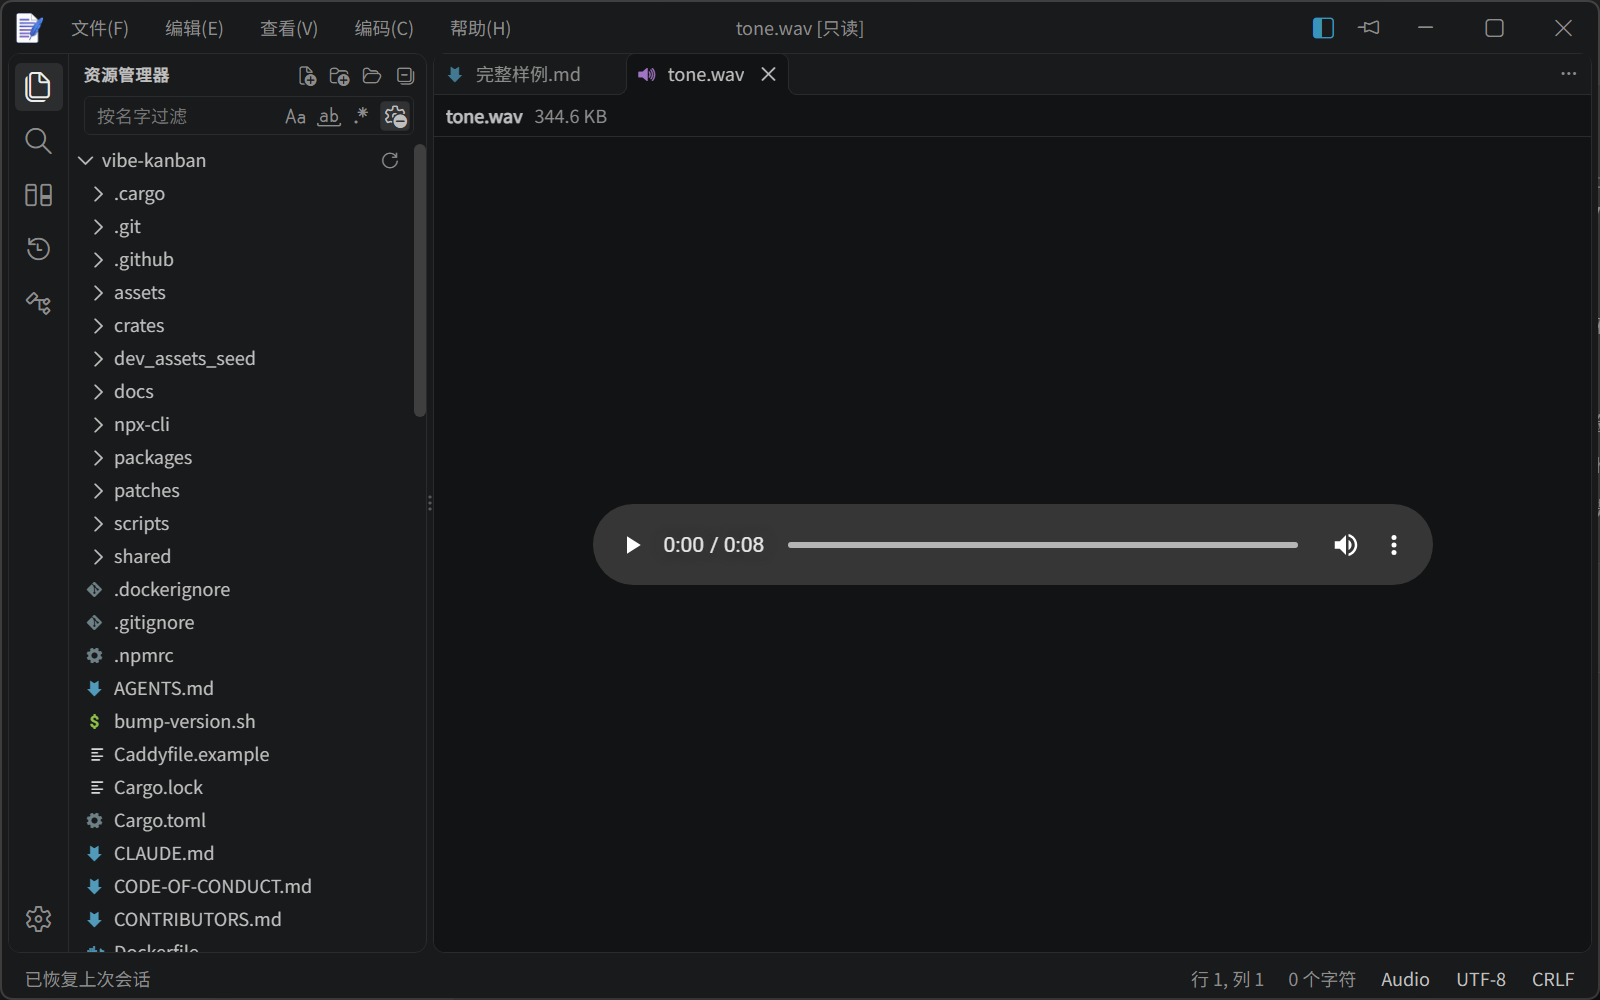 文件(F) 编辑(E) 查看(V) 编码(C) 帮助(H) tone.wav [只读]
资源管理器
完整样例.md
tone.wav
按名字过滤 Aa ab .*
tone.wav 344.6 KB
vibe-kanban
.cargo
.git
.github
assets
crates
dev_assets_seed
docs
npx-cli
packages
patches
scripts
shared
.dockerignore
.gitignore
.npmrc
AGENTS.md
bump-version.sh
Caddyfile.example
Cargo.lock
Cargo.toml
CLAUDE.md
CODE-OF-CONDUCT.md
CONTRIBUTORS.md
Dockerfile
0:00 / 0:08
已恢复上次会话 行 1, 列 1 0 个字符 Audio UTF-8 CRLF